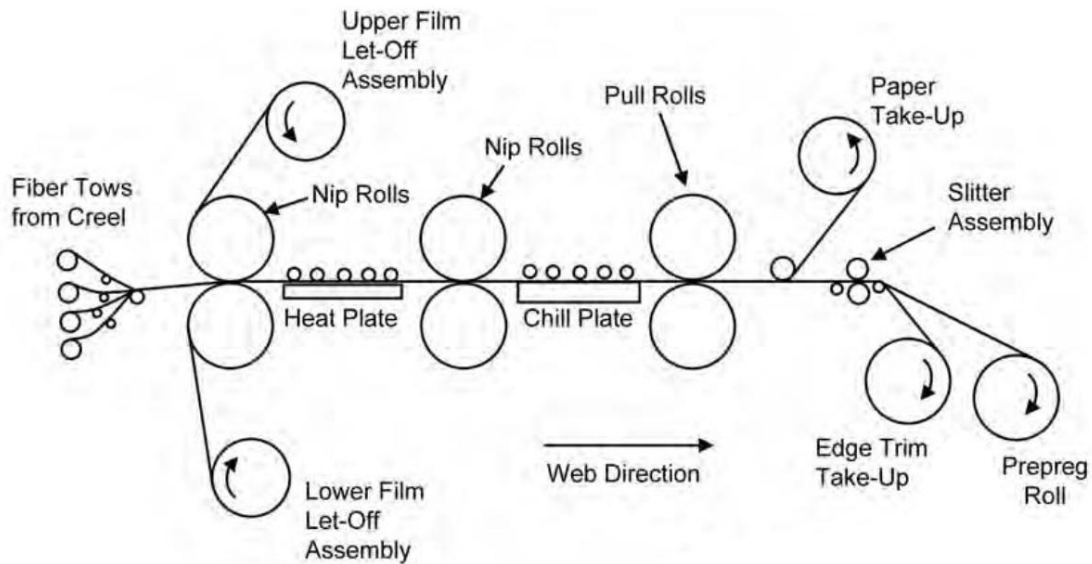 Upper Film
Let-Off
Assembly
Pull Rolls
Paper
Take-Up
Nip Rolls
Fiber Tows
from Creel
Nip Rolls
Slitter
Assembly
Heat Plate
Chill Plate
Web Direction
Edge Trim
Take-Up
Prepreg
Roll
Lower Film
Let-Off
Assembly